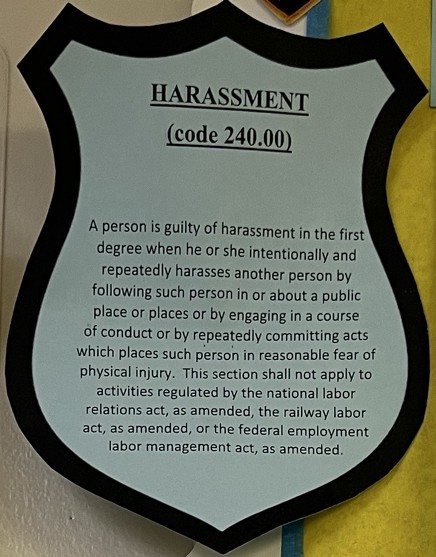 HARASSMENT
(code 240.00)
A person is guilty of harassment in the first
degree when he or she intentionally and
repeatedly harasses another person by
following such person in or about a public
place or places or by engaging in a course
of conduct or by repeatedly committing acts
which places such person in reasonable fear of
physical injury. This section shall not apply to
activities regulated by the national labor
relations act, as amended, the railway labor
act, as amended, or the federal employment
labor management act, as amended.